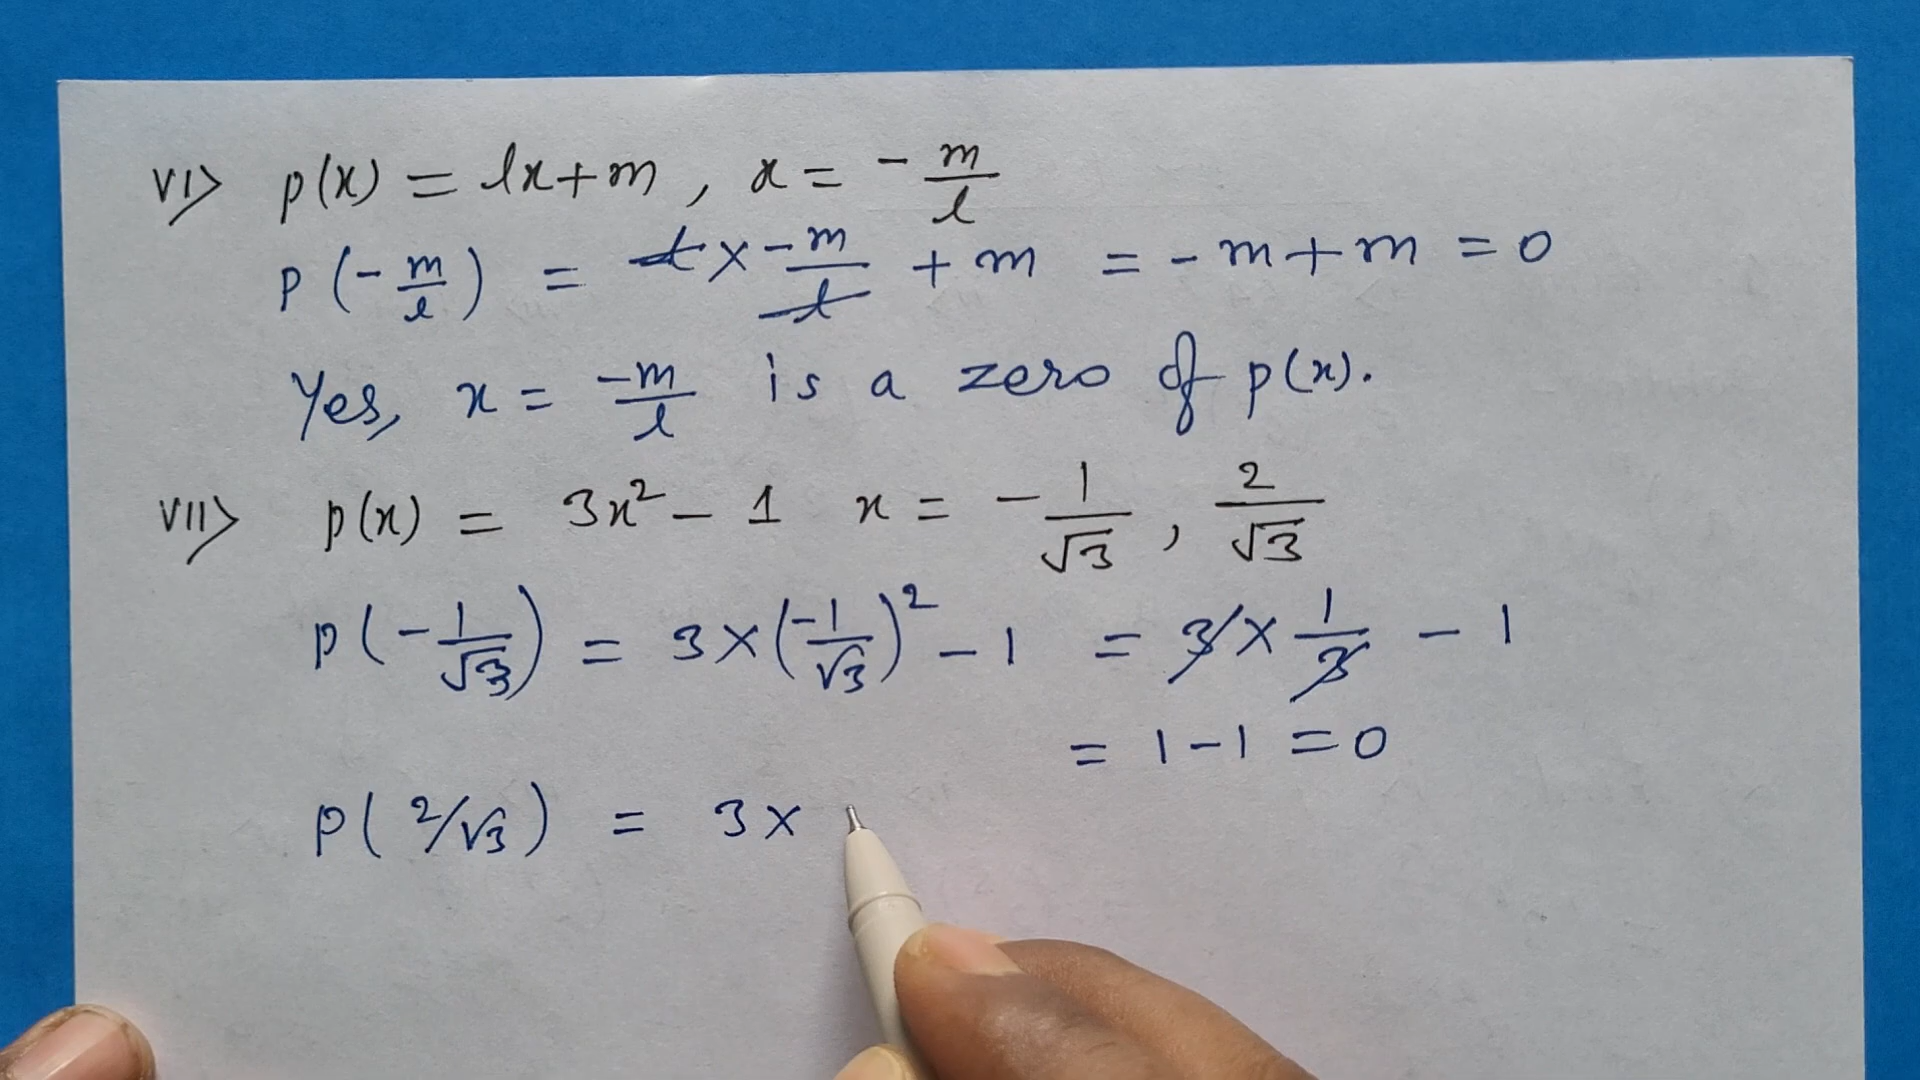 VI> p(x) = lx+m, x = -m/l
P(-m/l) = l × -m/l + m = -m+m = 0
Yes, x = -m/l is a zero of p(x).
VII> p(x) = 3x² - 1 x = -1/√3, 2/√3
P(-1/√3) = 3×(-1/√3)² - 1 = 3×1/3 - 1
= 1-1 = 0
P(2/√3) = 3×